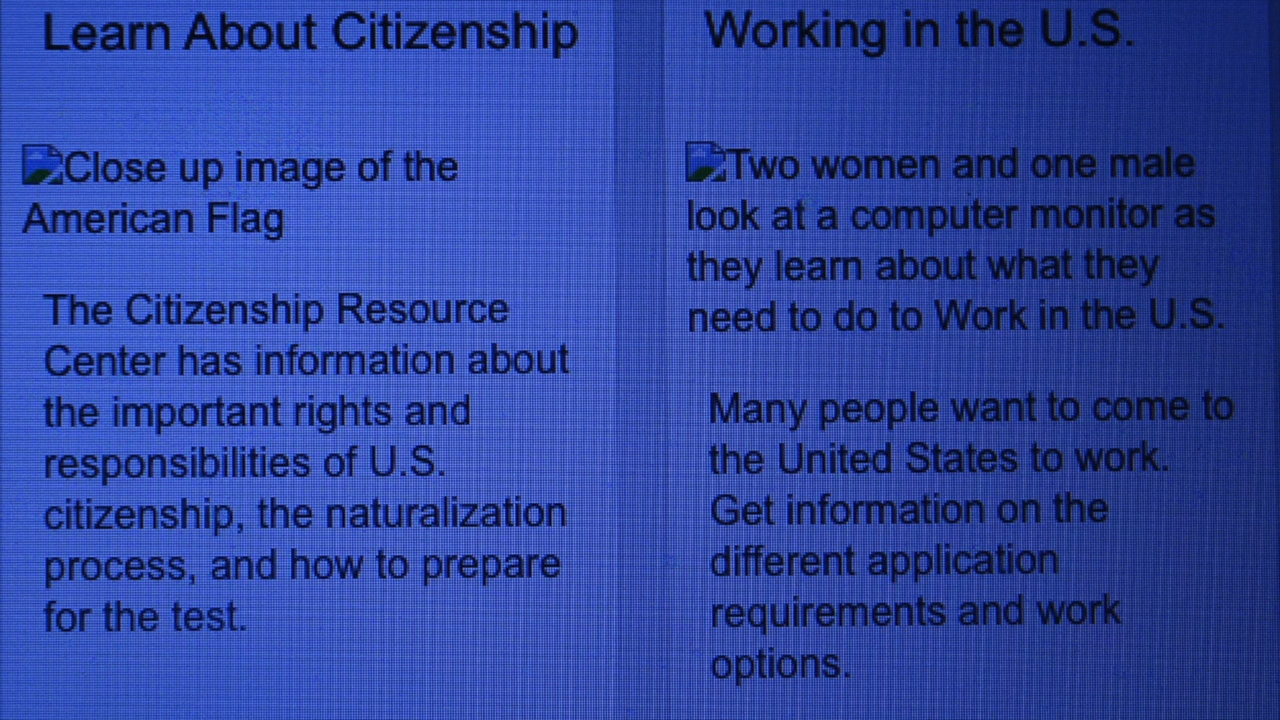 Learn About Citizenship
Close up image of the
American Flag
The Citizenship Resource
Center has information about
the important rights and
responsibilities of U.S.
citizenship, the naturalization
process, and how to prepare
for the test.
Working in the U.S.
Two women and one male
look at a computer monitor as
they learn about what they
need to do to Work in the U.S.
Many people want to come to
the United States to work.
Get information on the
different application
requirements and work
options.